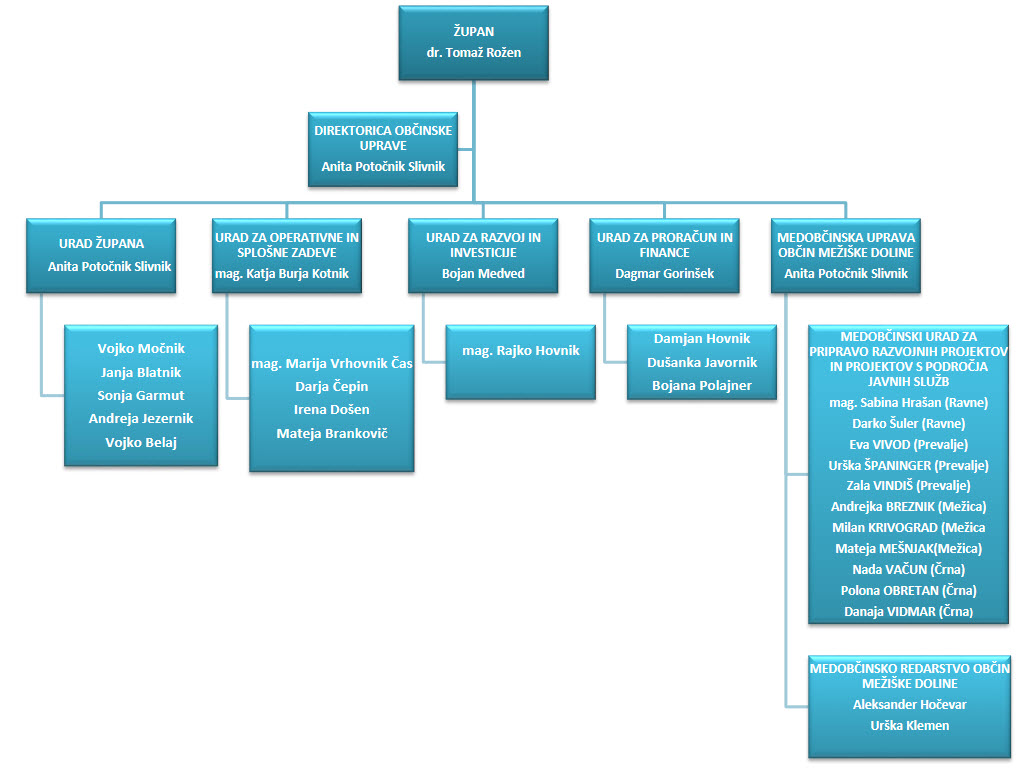 ŽUPAN
dr. Tomaž Rožen
DIREKTORICA OBČINSKE
UPRAVE
Anita Potočnik Slivnik
URAD ŽUPANA
Anita Potočnik Slivnik
Vojko Močnik
Janja Blatnik
Sonja Garmut
Andreja Jezernik
Vojko Belaj
URAD ZA OPERATIVNE IN
SPLOŠNE ZADEVE
mag. Katja Burja Kotnik
mag. Marija Vrhovnik Čas
Darja Čepin
Irena Došen
Mateja Brankovič
URAD ZA RAZVOJ IN
INVESTICIJE
Bojan Medved
mag. Rajko Hovnik
URAD ZA PRORAČUN IN
FINANCE
Dagmar Gorinšek
Damjan Hovnik
Dušanka Javornik
Bojana Polajner
MEDOBČINSKA UPRAVA
OBČIN MEŽIŠKE DOLINE
Anita Potočnik Slivnik
MEDOBČINSKI URAD ZA
PRIPRAVO RAZVOJNIH PROJEKTOV
IN PROJEKTOV S PODROČJA
JAVNIH SLUŽB
mag. Sabina Hrašan (Ravne)
Darko Šuler (Ravne)
Eva VIVOD (Prevalje)
Urška ŠPANINGER (Prevalje)
Zala VINDIŠ (Prevalje)
Andrejka BREZNIK (Mežica)
Milan KRIVOGRAD (Mežica
Mateja MEŠNJAK(Mežica)
Nada VAČUN (Črna)
Polona OBRETAN (Črna)
Danaja VIDMAR (Črna)
MEDOBČINSKO REDARSTVO OBČIN
MEŽIŠKE DOLINE
Aleksander Hočevar
Urška Klemen